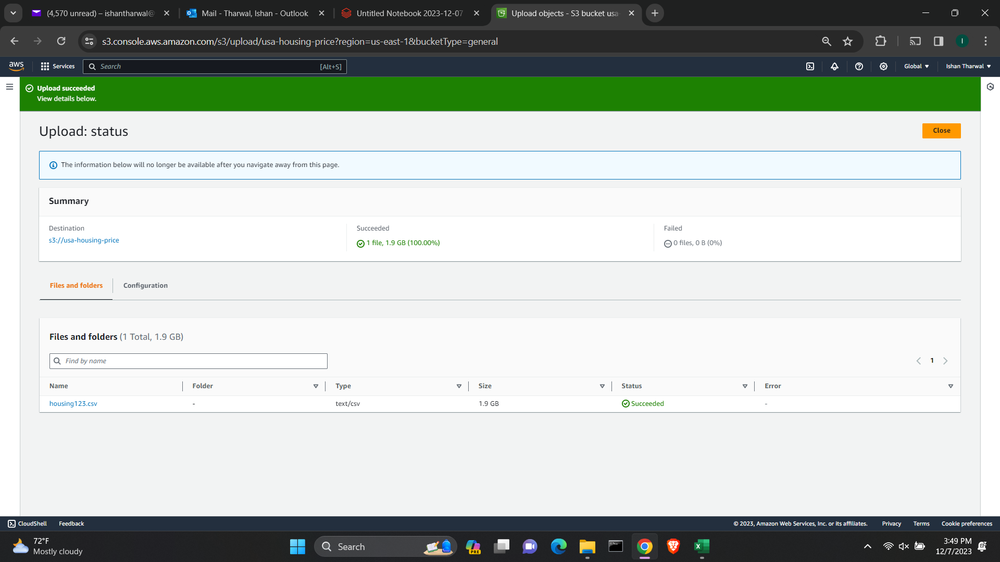 (4,570 unread) – ishantharwal@
Mail - Tharwal, Ishan - Outlook
Untitled Notebook 2023-12-07
Upload objects - S3 bucket usa-
s3.console.aws.amazon.com/s3/upload/usa-housing-price?region=us-east-1&bucketType=general
I
aws
Services
Search
[Alt+S]
Global
Ishan Tharwal
Upload succeeded
View details below.
Upload: status
Close
The information below will no longer be available after you navigate away from this page.
Summary
Destination
s3://usa-housing-price
Succeeded
1 file, 1.9 GB (100.00%)
Failed
0 files, 0 B (0%)
Files and folders
Configuration
Files and folders (1 Total, 1.9 GB)
Find by name
1
Name Folder Type Size Status Error
housing123.csv - text/csv 1.9 GB Succeeded -
CloudShell
Feedback
© 2023, Amazon Web Services, Inc. or its affiliates.
Privacy
Terms
Cookie preferences
72°F
Mostly cloudy
Search
PRE
3:49 PM
12/7/2023